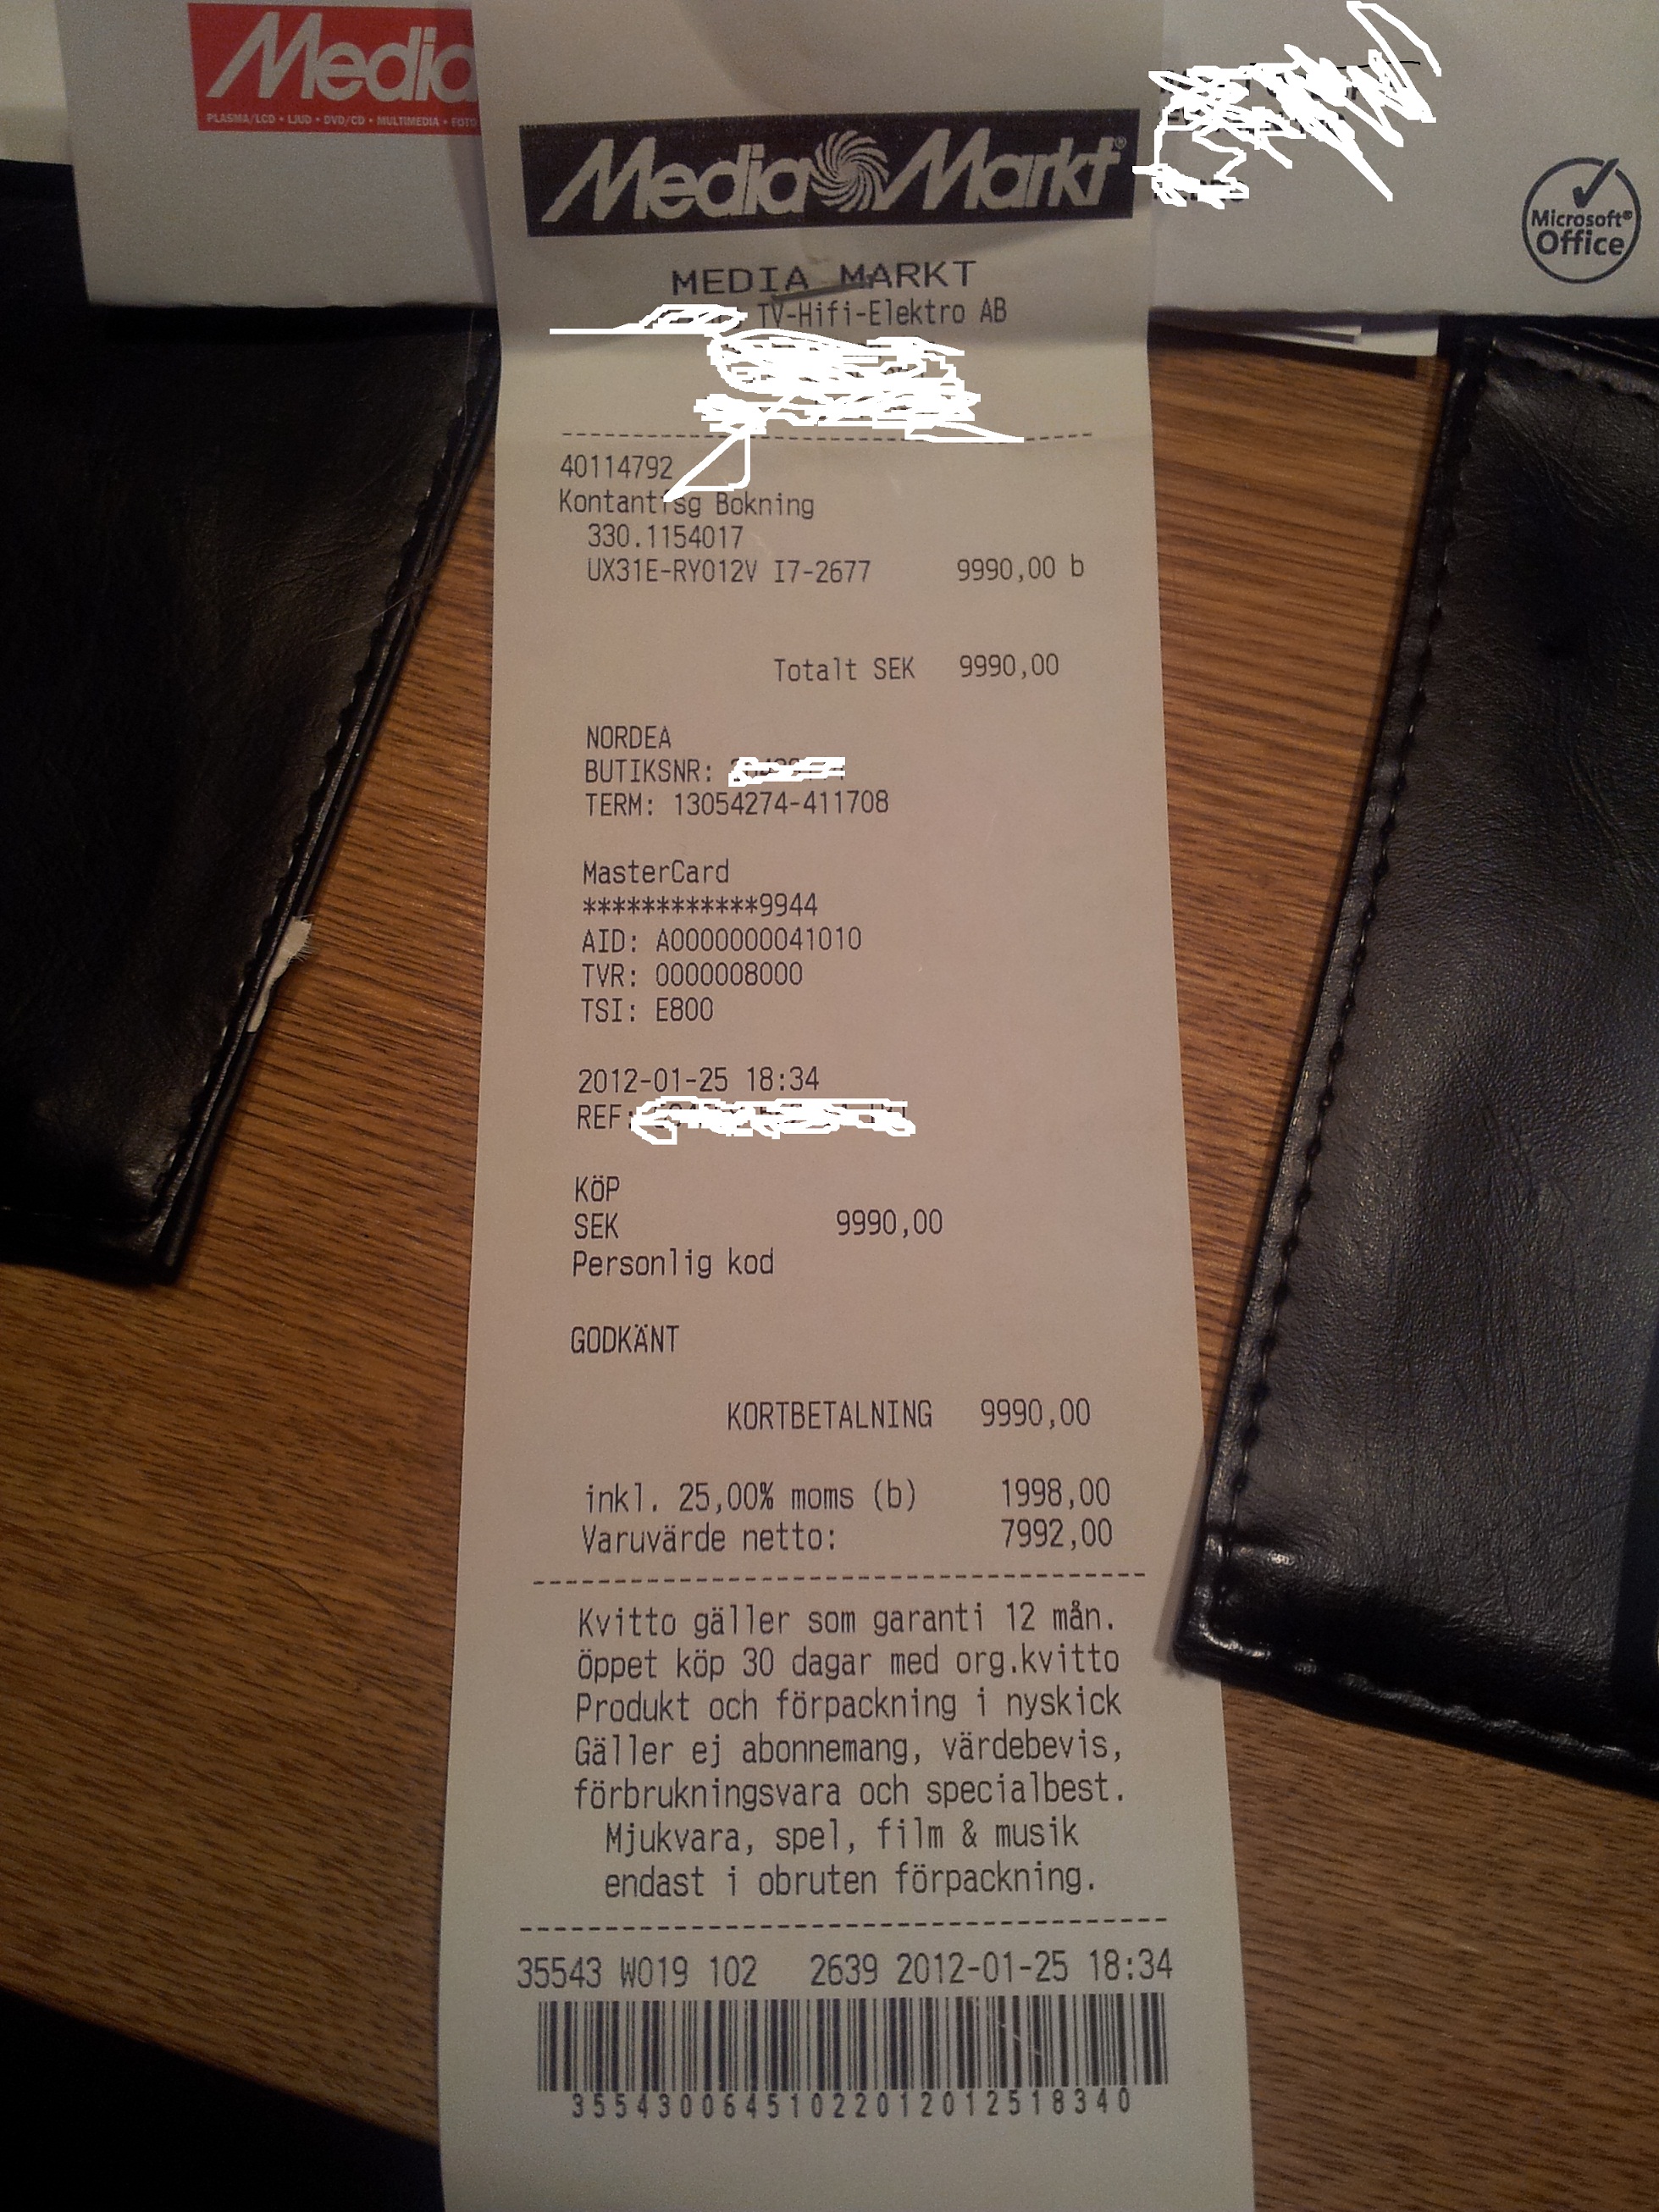 Media
PLASMA/LCD • LJUD • DVD/CD • MULTIMEDIA • FOTO
Microsoft®
Office
Media Markt®
MEDIA MARKT
TV-Hifi-Elektro AB
40114792
Kontantfsg Bokning
330.1154017
UX31E-RY012V I7-2677 9990,00 b
Totalt SEK 9990,00
NORDEA
BUTIKSNR:
TERM: 13054274-411708
MasterCard
************9944
AID: A0000000041010
TVR: 0000008000
TSI: E800
2012-01-25 18:34
REF:
KÖP
SEK 9990,00
Personlig kod
GODKÄNT
KORTBETALNING 9990,00
inkl. 25,00% moms (b) 1998,00
Varuvärde netto: 7992,00
Kvitto gäller som garanti 12 mån.
öppet köp 30 dagar med org.kvitto
Produkt och förpackning i nyskick
Gäller ej abonnemang, värdebevis,
förbrukningsvara och specialbest.
Mjukvara, spel, film & musik
endast i obruten förpackning.
35543 W019 102 2639 2012-01-25 18:34
35543006451022012012518340